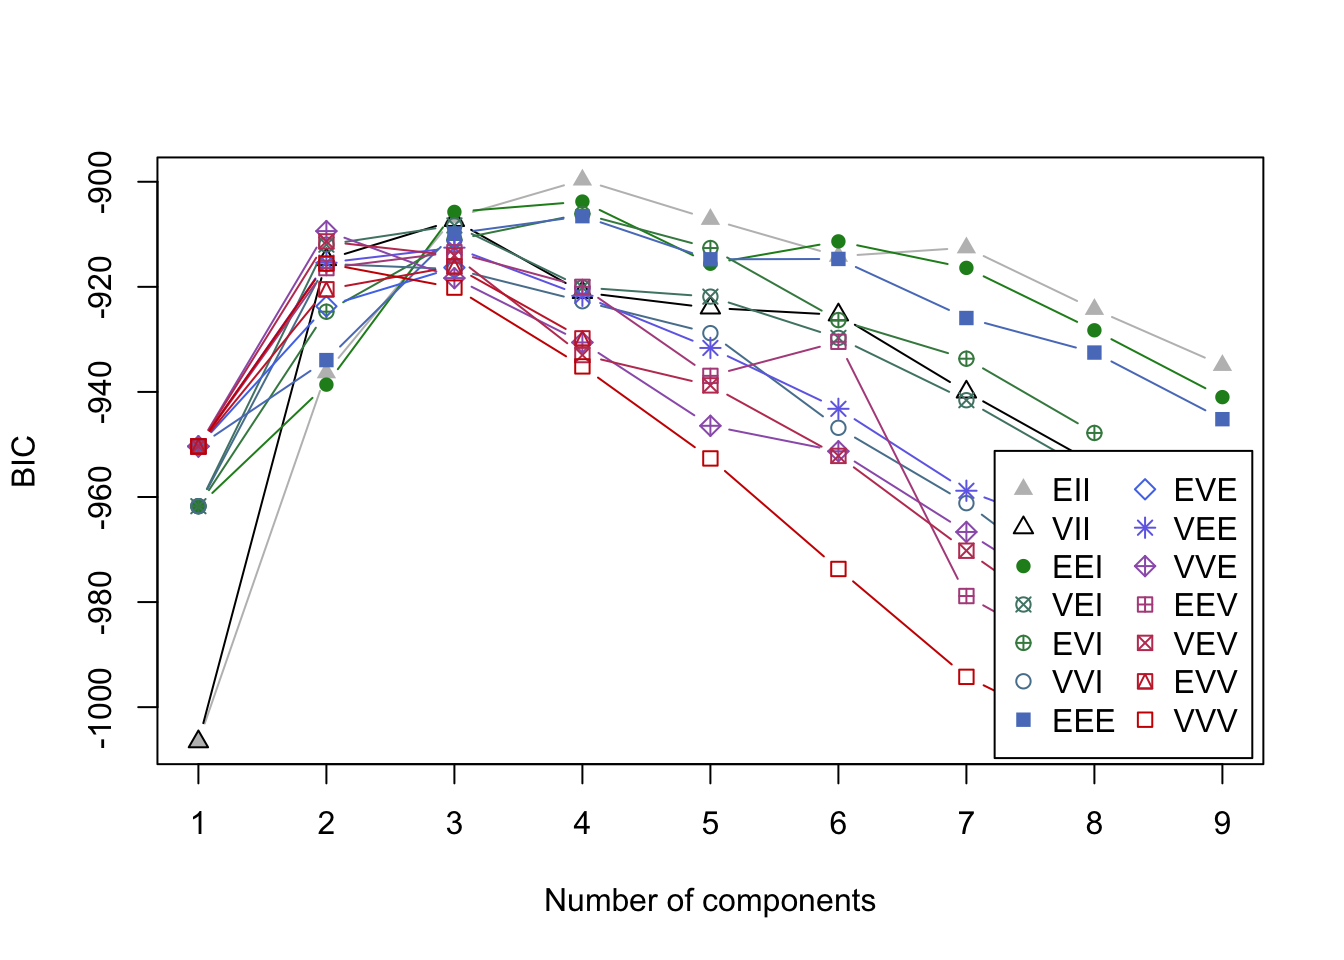 BIC
-900
-920
-940
-960
-980
-1000
EII EVE
VII VEE
EEI VVE
VEI EEV
EVI VEV
VVI EVV
EEE VVV
1 2 3 4 5 6 7 8 9
Number of components